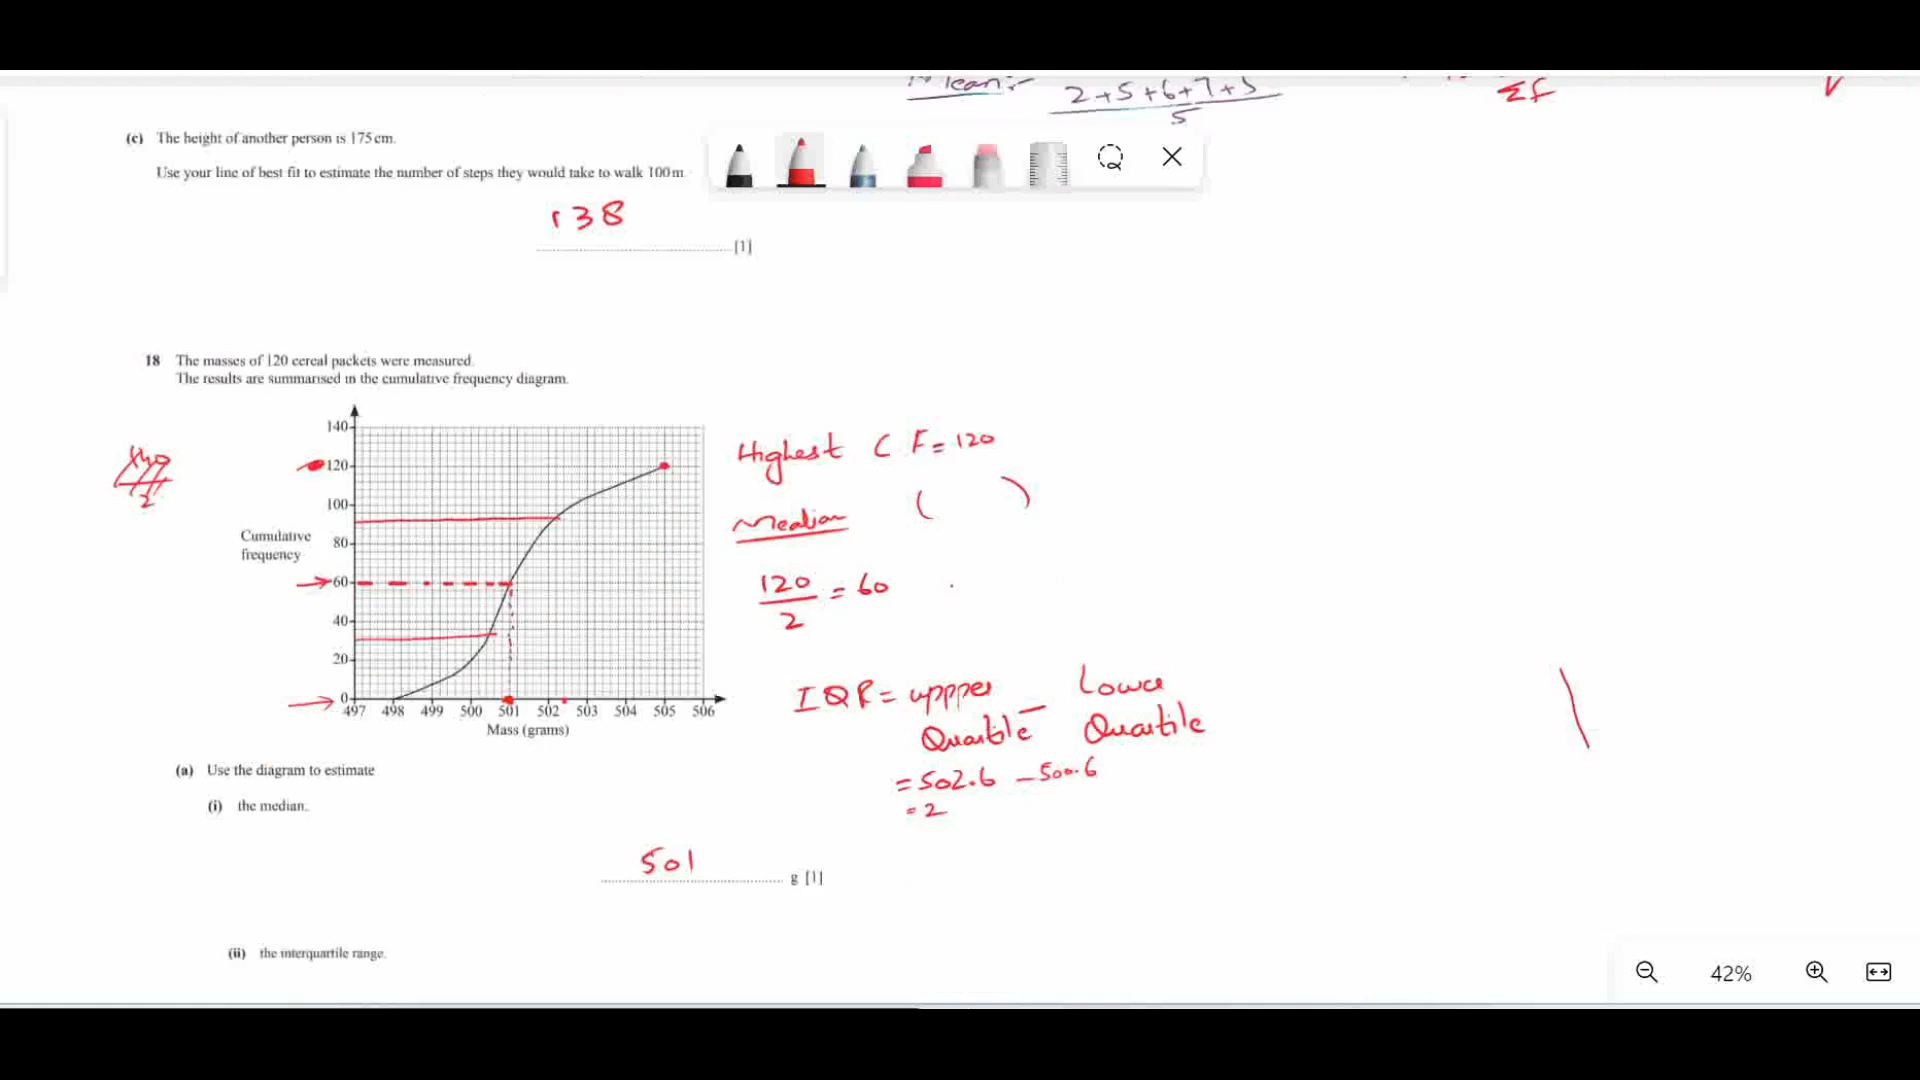 Mean:-
2+5+6+7+5
5
Σf
(c) The height of another person is 175 cm.
Use your line of best fit to estimate the number of steps they would take to walk 100 m
138
[1]
18 The masses of 120 cereal packets were measured.
The results are summarised in the cumulative frequency diagram.
140
120
100
80
60
40
20
0
Cumulative
frequency
497 498 499 500 501 502 503 504 505 506
Mass (grams)
2
Highest CF = 120
Median ( )
120
2
= 60
IQR = uppper Quartile – Lower Quartile
= 502.6 – 500.6
= 2
(a) Use the diagram to estimate
(i) the median.
501
g [1]
(ii) the interquartile range.
42%